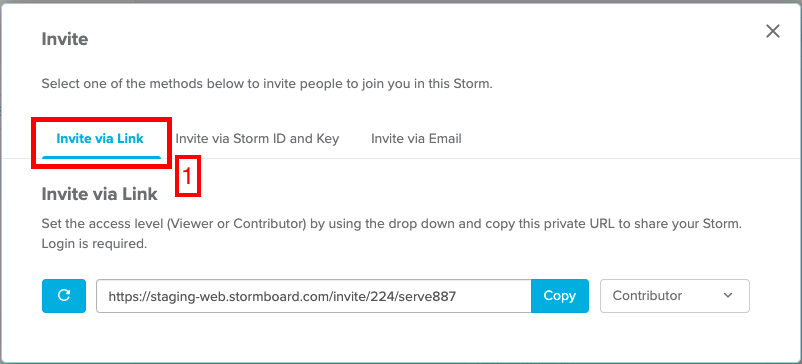 Invite
Select one of the methods below to invite people to join you in this Storm.
Invite via Link Invite via Storm ID and Key Invite via Email
1
Invite via Link
Set the access level (Viewer or Contributor) by using the drop down and copy this private URL to share your Storm.
Login is required.
https://staging-web.stormboard.com/invite/224/serve887 Copy Contributor